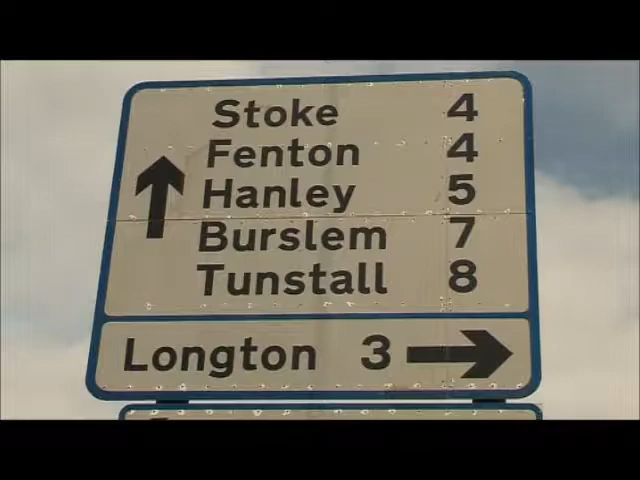 Stoke 4
Fenton 4
Hanley 5
Burslem 7
Tunstall 8
Longton 3